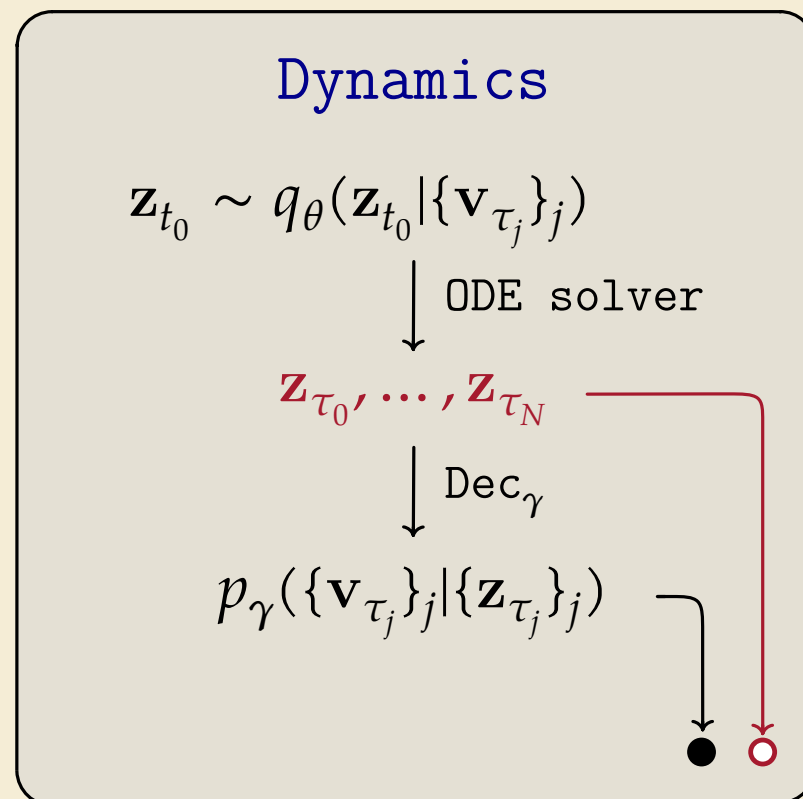 Dynamics
𝐳_{t_0} ∼ q_θ(𝐳_{t_0}|{𝐯_{τ_j}}_j)
ODE solver
𝐳_{τ_0}, … , 𝐳_{τ_N}
Dec_γ
p_γ({𝐯_{τ_j}}_j|{𝐳_{τ_j}}_j)